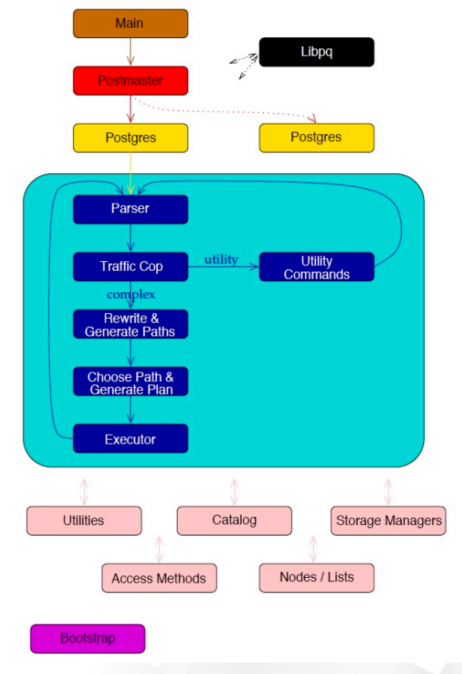 Main
Libpq
Postmaster
Postgres
Postgres
Parser
Traffic Cop
utility
Utility
Commands
complex
Rewrite &
Generate Paths
Choose Path &
Generate Plan
Executor
Utilities
Catalog
Storage Managers
Access Methods
Nodes / Lists
Bootstrap